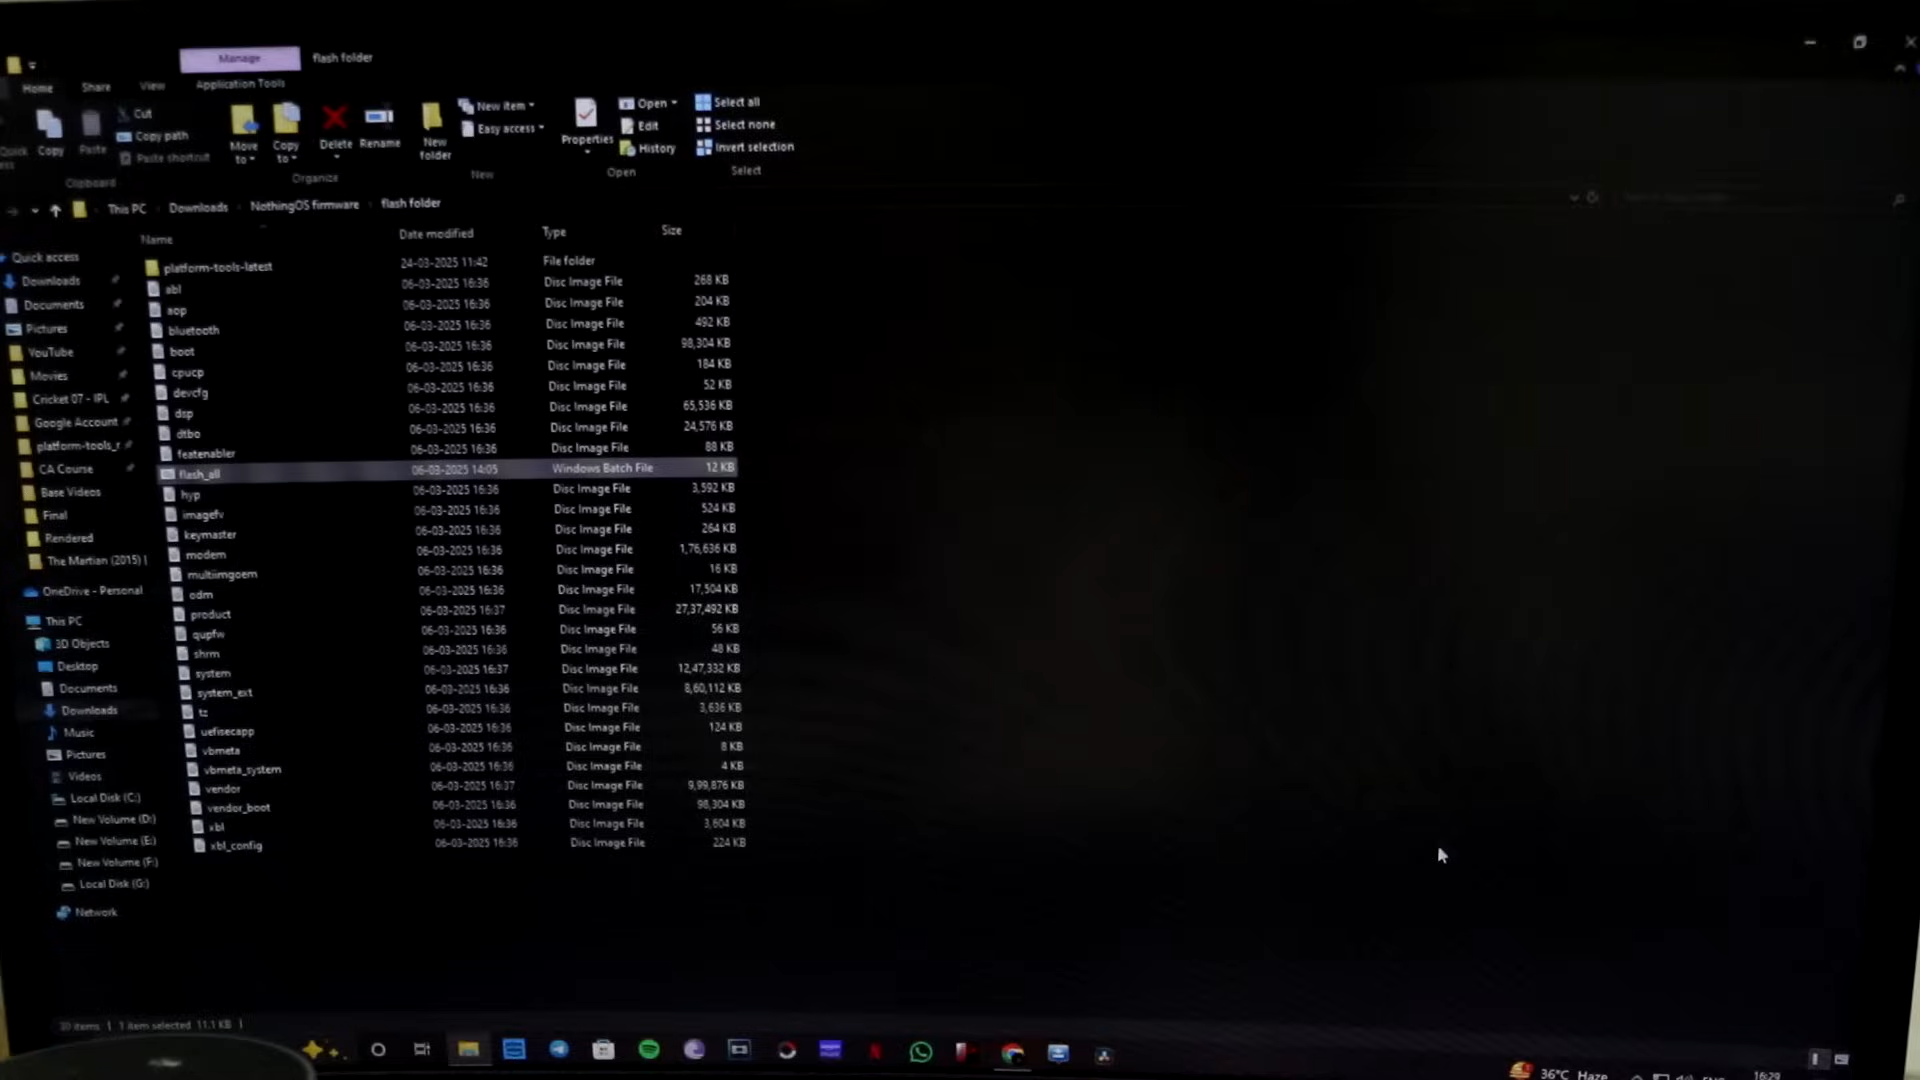 Manage flash folder
Home Share View Application Tools
Copy Paste Cut
Copy path
Paste shortcut
Move to Copy to Delete Rename
New folder
New item
Easy access
Properties
Open
Edit
History
Select all
Select none
Invert selection
Clipboard Organize New Open Select
This PC Downloads NothingOS firmware flash folder
Name Date modified Type Size
platform-tools-latest 24-03-2025 11:42 File folder
abl 06-03-2025 16:36 Disc Image File 268 KB
aop 06-03-2025 16:36 Disc Image File 204 KB
bluetooth 06-03-2025 16:36 Disc Image File 492 KB
boot 06-03-2025 16:36 Disc Image File 98,304 KB
cpucp 06-03-2025 16:36 Disc Image File 184 KB
devcfg 06-03-2025 16:36 Disc Image File 52 KB
dsp 06-03-2025 16:36 Disc Image File 65,536 KB
dtbo 06-03-2025 16:36 Disc Image File 24,576 KB
featenabler 06-03-2025 16:36 Disc Image File 88 KB
flash_all 06-03-2025 14:05 Windows Batch File 12 KB
hyp 06-03-2025 16:36 Disc Image File 3,592 KB
imagefv 06-03-2025 16:36 Disc Image File 524 KB
keymaster 06-03-2025 16:36 Disc Image File 264 KB
modem 06-03-2025 16:36 Disc Image File 1,76,636 KB
multiimgoem 06-03-2025 16:36 Disc Image File 16 KB
odm 06-03-2025 16:36 Disc Image File 17,504 KB
product 06-03-2025 16:37 Disc Image File 27,37,492 KB
qupfw 06-03-2025 16:36 Disc Image File 56 KB
shrm 06-03-2025 16:36 Disc Image File 48 KB
system 06-03-2025 16:37 Disc Image File 12,47,332 KB
system_ext 06-03-2025 16:36 Disc Image File 8,60,112 KB
tz 06-03-2025 16:36 Disc Image File 3,636 KB
uefisecapp 06-03-2025 16:36 Disc Image File 124 KB
vbmeta 06-03-2025 16:36 Disc Image File 8 KB
vbmeta_system 06-03-2025 16:36 Disc Image File 4 KB
vendor 06-03-2025 16:37 Disc Image File 9,99,876 KB
vendor_boot 06-03-2025 16:36 Disc Image File 98,304 KB
xbl 06-03-2025 16:36 Disc Image File 3,604 KB
xbl_config 06-03-2025 16:36 Disc Image File 224 KB
Quick access
Downloads
Documents
Pictures
YouTube
Movies
Cricket 07 - IPL
Google Account
platform-tools_r
CA Course
Base Videos
Final
Rendered
The Martian (2015) |
OneDrive - Personal
This PC
3D Objects
Desktop
Documents
Downloads
Music
Pictures
Videos
Local Disk (C:)
New Volume (D:)
New Volume (E:)
New Volume (F:)
Local Disk (G:)
Network
30 items 1 item selected 11.1 KB
36°C Haze 16:29